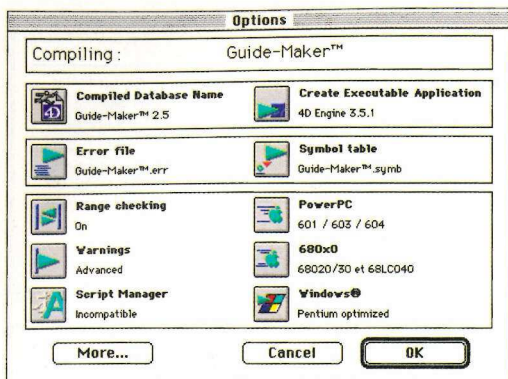 Options
Compiling : Guide-Maker™
Compiled Database Name
Guide-Maker™ 2.5
Create Executable Application
4D Engine 3.5.1
Error file
Guide-Maker™.err
Symbol table
Guide-Maker™.symb
Range checking
On
PowerPC
601 / 603 / 604
Warnings
Advanced
680x0
68020/30 et 68LC040
Script Manager
Incompatible
Windows®
Pentium optimized
More...
Cancel
OK